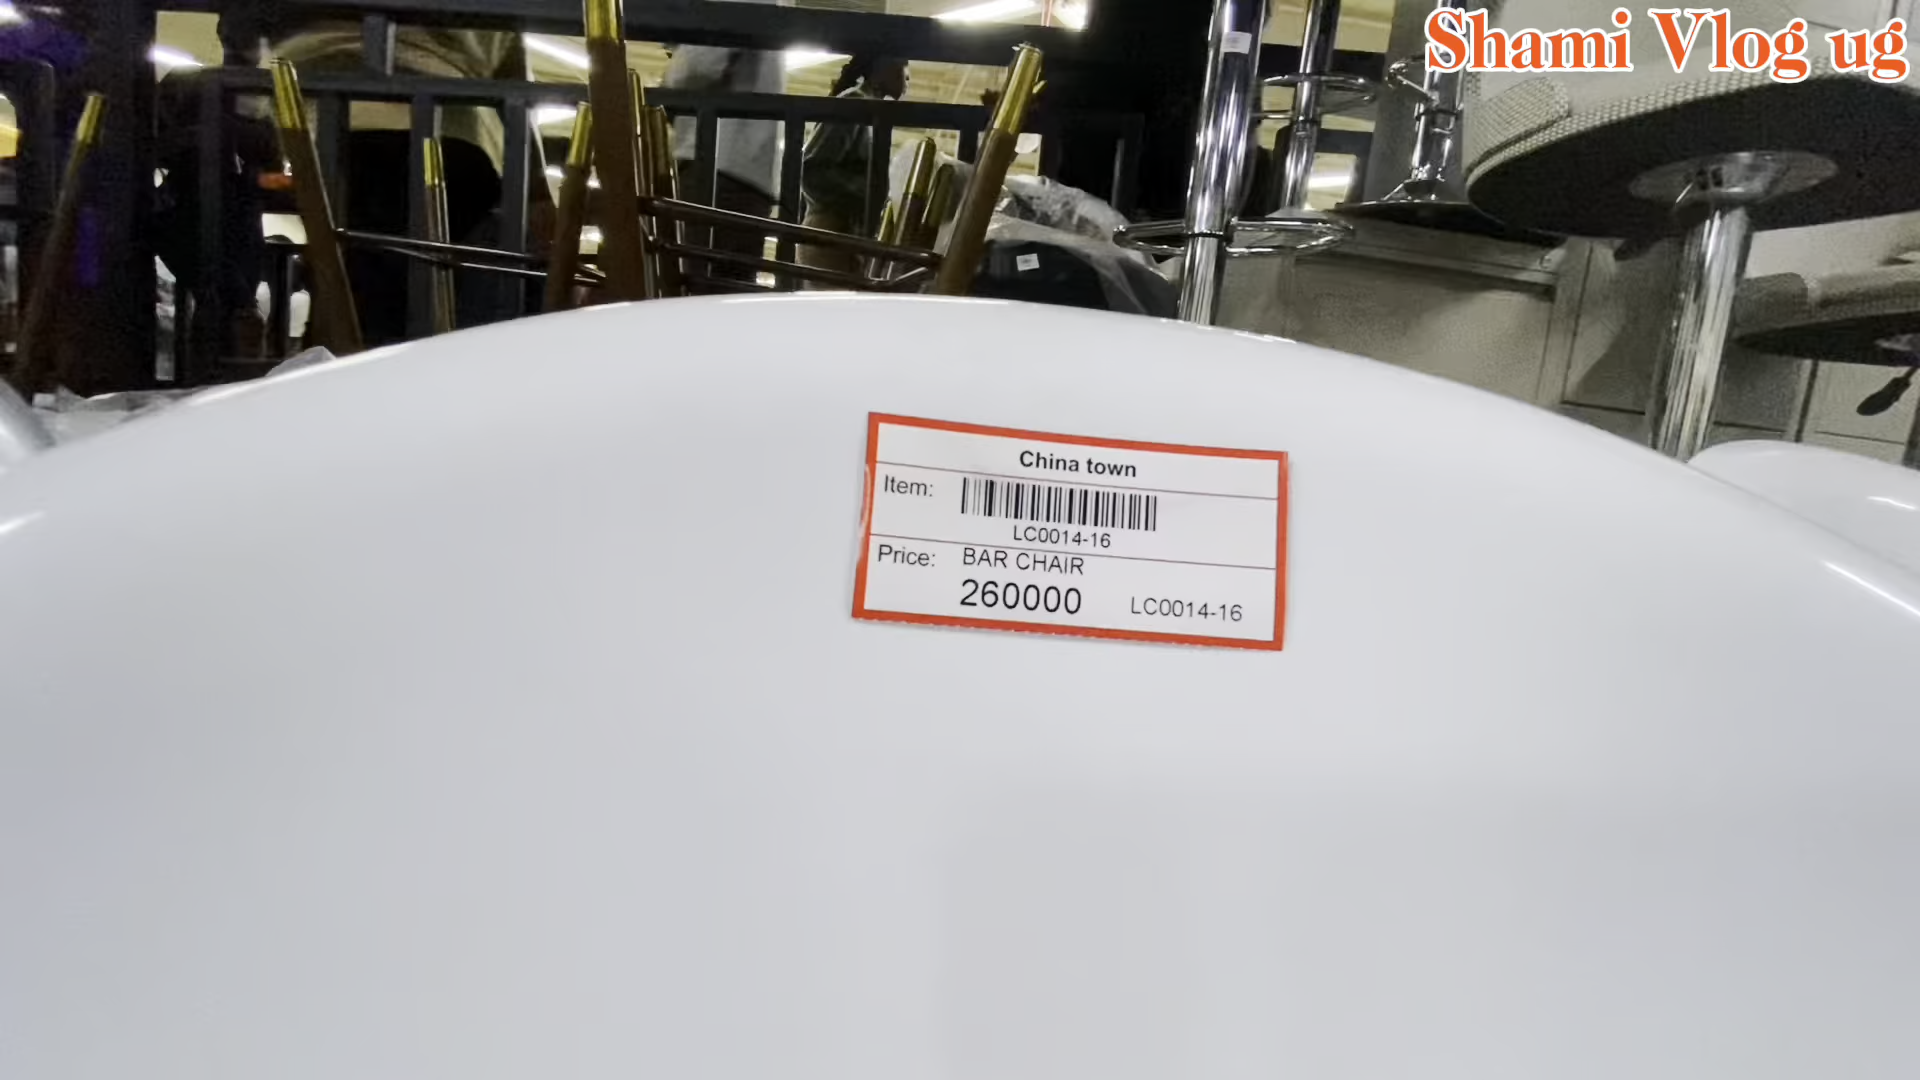 Shami Vlog ug
China town
Item:
LC0014-16
Price: BAR CHAIR
260000 LC0014-16